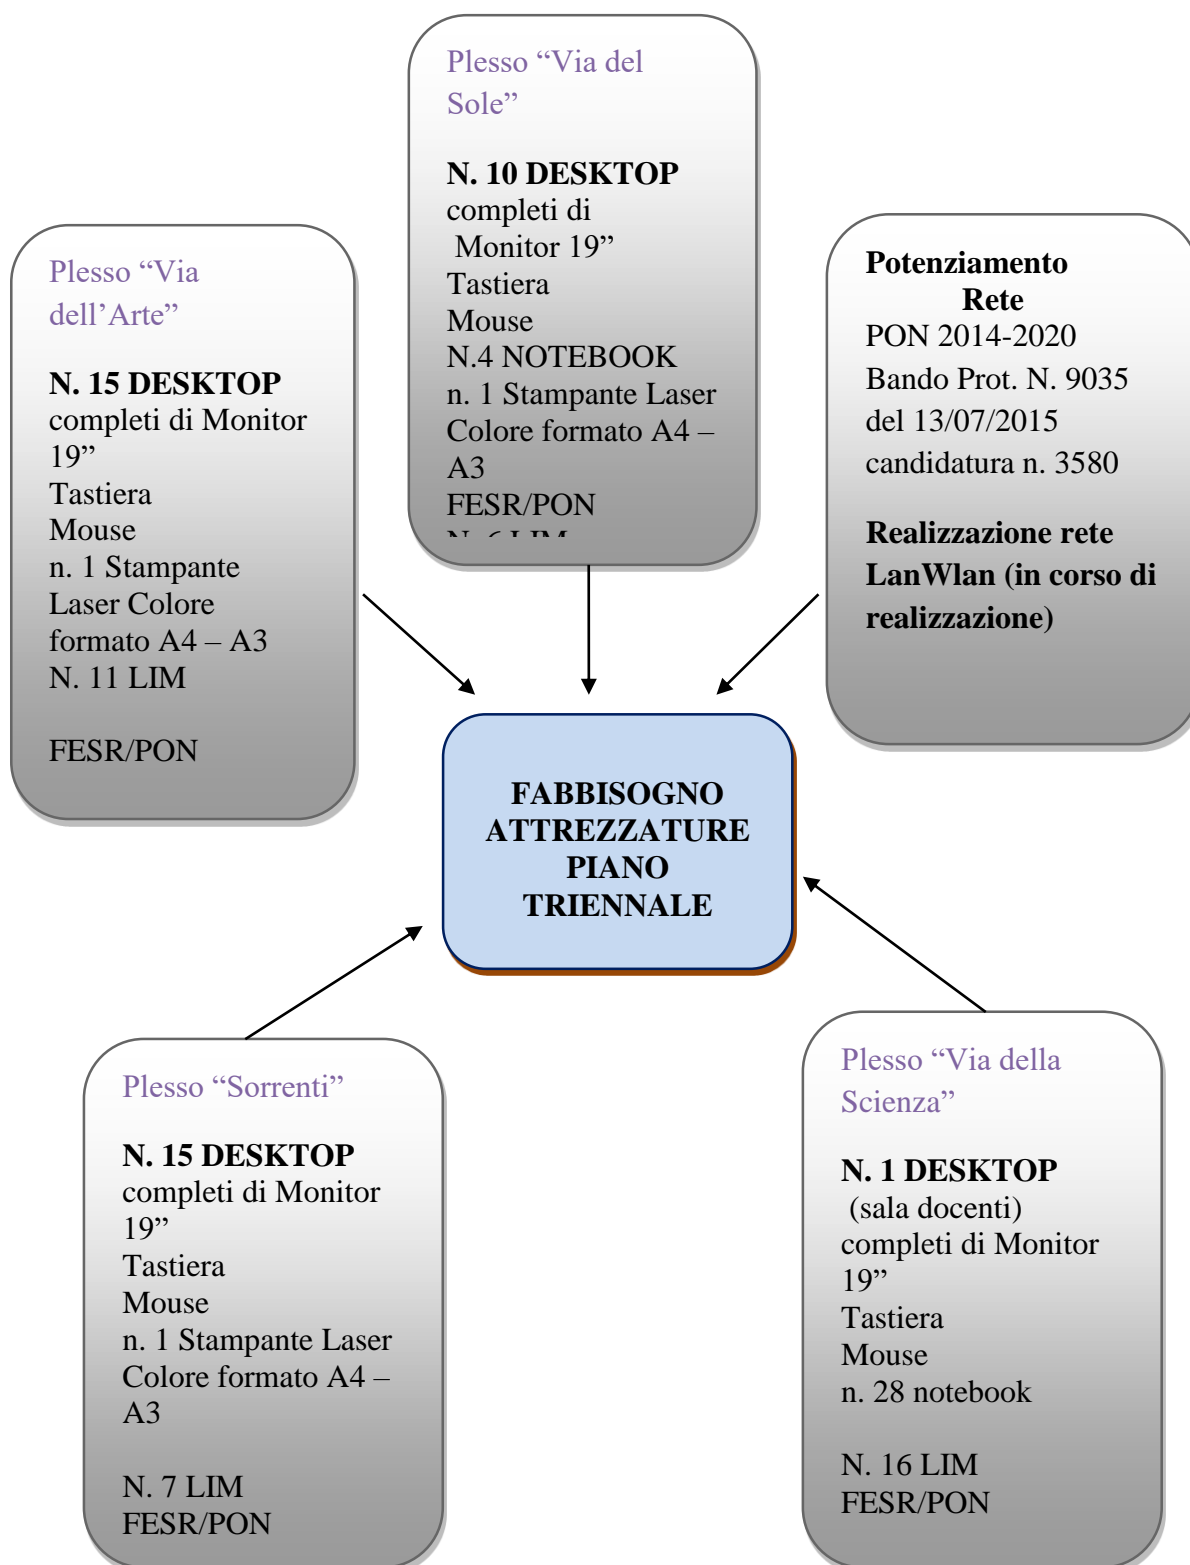 Plesso “Via del
Sole”
N. 10 DESKTOP
completi di
Monitor 19”
Tastiera
Mouse
N.4 NOTEBOOK
n. 1 Stampante Laser
Colore formato A4 –
A3
FESR/PON
N. 6 LIM
Plesso “Via
dell’Arte”
N. 15 DESKTOP
completi di Monitor
19”
Tastiera
Mouse
n. 1 Stampante
Laser Colore
formato A4 – A3
N. 11 LIM
FESR/PON
Potenziamento
Rete
PON 2014-2020
Bando Prot. N. 9035
del 13/07/2015
candidatura n. 3580
Realizzazione rete
LanWlan (in corso di
realizzazione)
FABBISOGNO
ATTREZZATURE
PIANO
TRIENNALE
Plesso “Sorrenti”
N. 15 DESKTOP
completi di Monitor
19”
Tastiera
Mouse
n. 1 Stampante Laser
Colore formato A4 –
A3
N. 7 LIM
FESR/PON
Plesso “Via della
Scienza”
N. 1 DESKTOP
(sala docenti)
completi di Monitor
19”
Tastiera
Mouse
n. 28 notebook
N. 16 LIM
FESR/PON